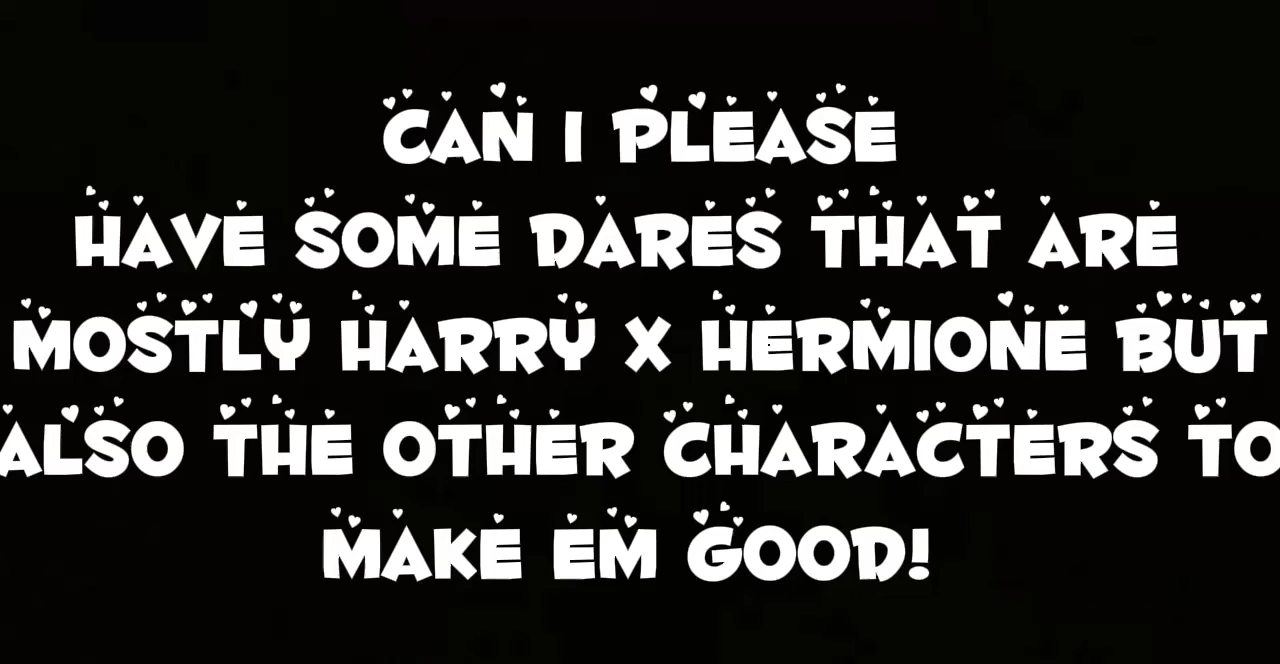 CAN I PLEASE
HAVE SOME DARES THAT ARE
MOSTLY HARRY X HERMIONE BUT
ALSO THE OTHER CHARACTERS TO
MAKE EM GOOD!